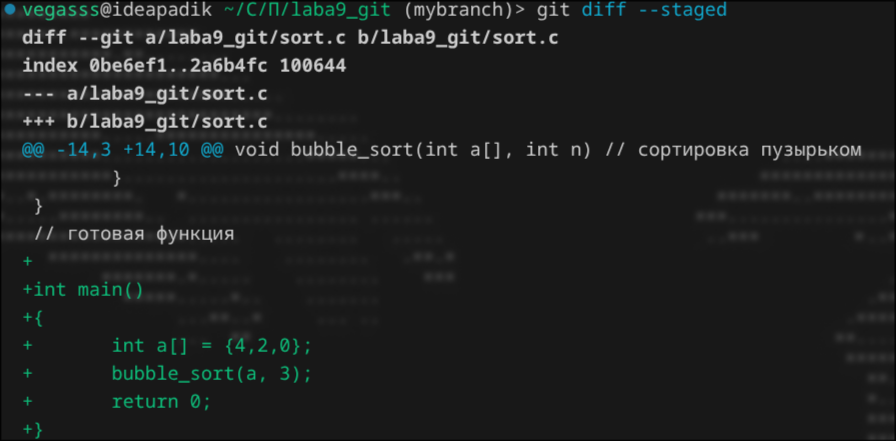 vegasss@ideapadik ~/С/П/laba9_git (mybranch)> git diff --staged
diff --git a/laba9_git/sort.c b/laba9_git/sort.c
index 0be6ef1..2a6b4fc 100644
--- a/laba9_git/sort.c
+++ b/laba9_git/sort.c
@@ -14,3 +14,10 @@ void bubble_sort(int a[], int n) // сортировка пузырьком
        }
 }
 // готовая функция
+
+int main()
+{
+       int a[] = {4,2,0};
+       bubble_sort(a, 3);
+       return 0;
+}